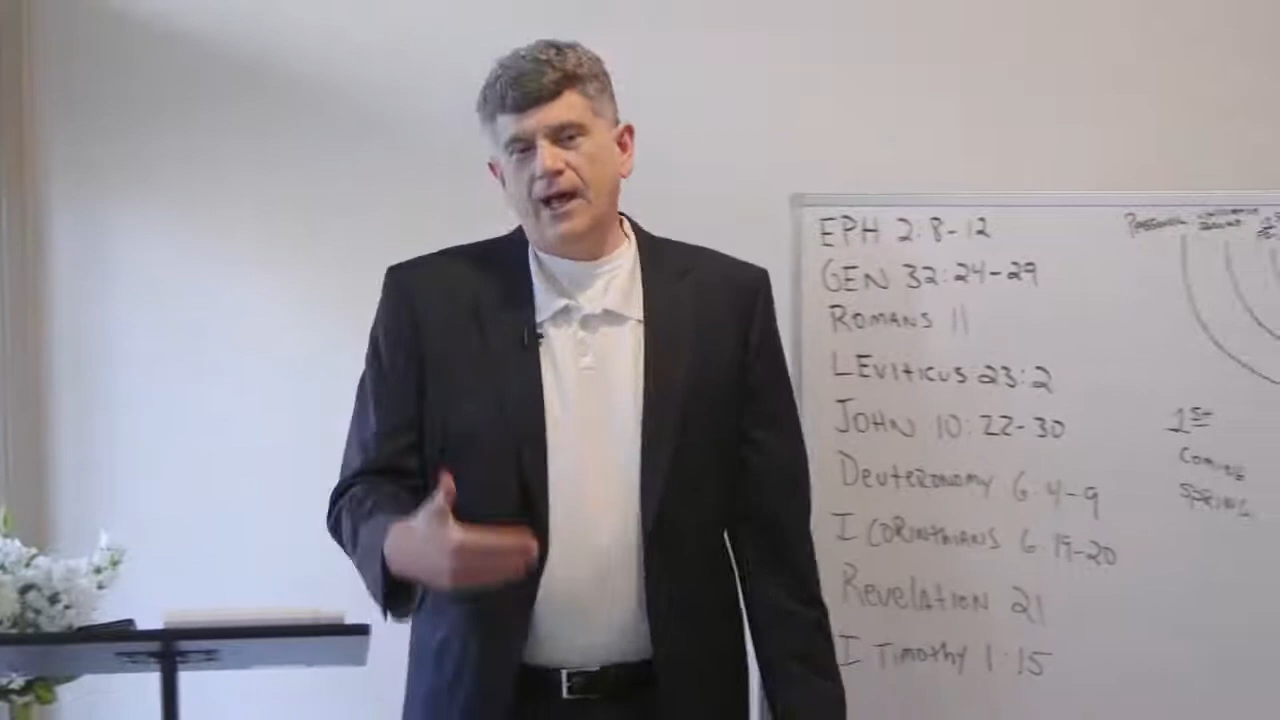 EPH 2:8-12
GEN 32:24-29
ROMANS 11
LEVITICUS 23:2
JOHN 10:22-30
DEUTERONOMY 6:4-9
I CORINTHIANS 6:19-20
REVELATION 21
I TIMOTHY 1:15
1ST
COMING
SPRING